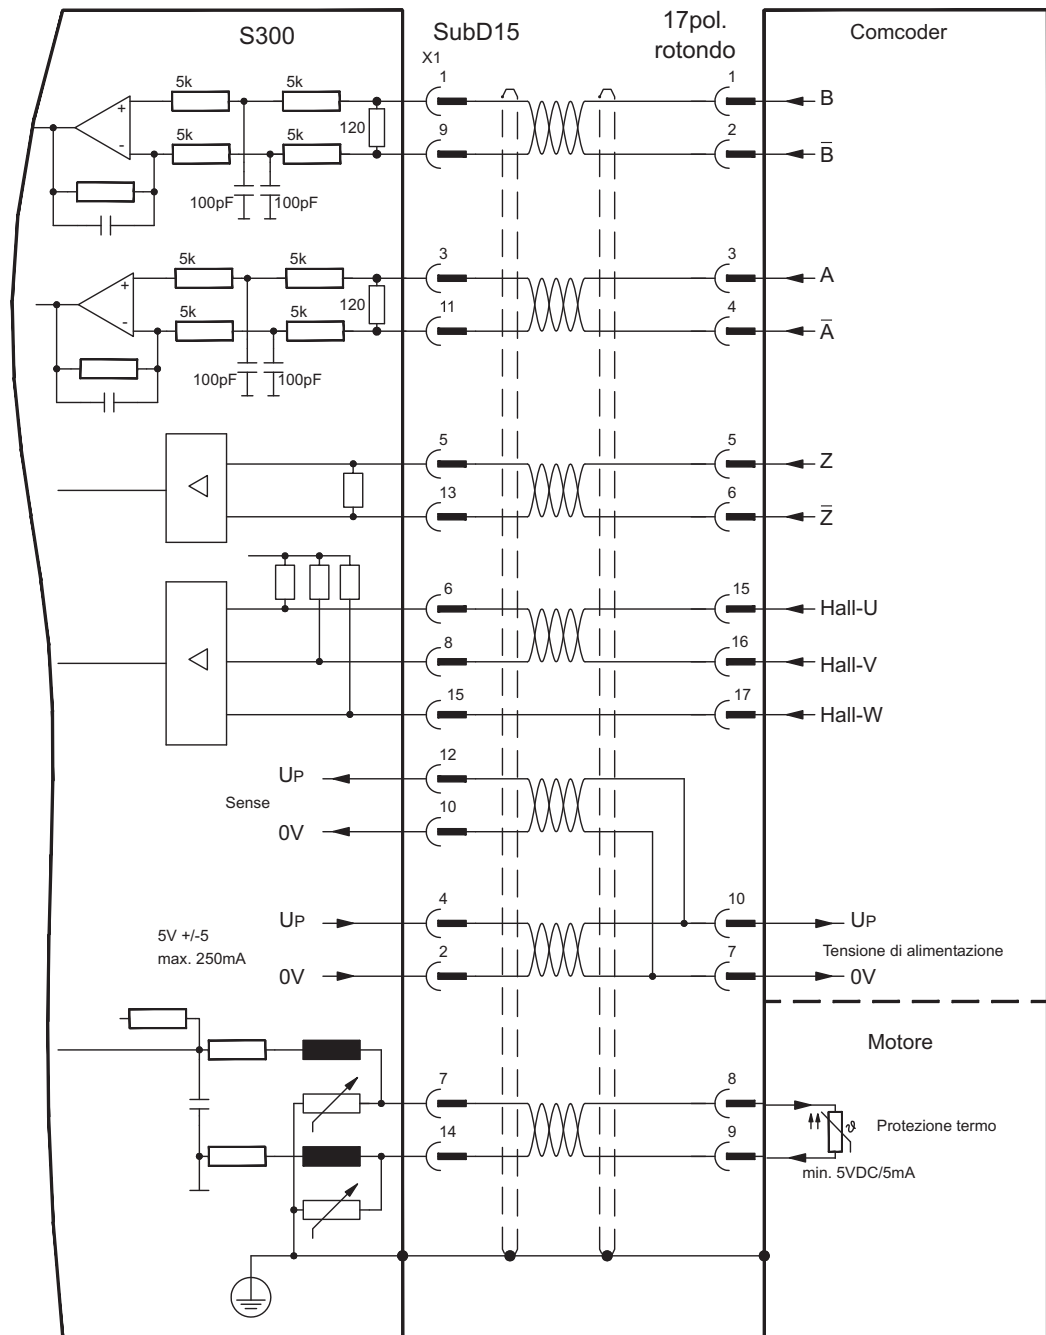 S300
SubD15
17pol.
rotondo
Comcoder
X1
5k
5k
1
1
B
+
120
-
5k
5k
9
2
B̅
100pF
100pF
5k
5k
3
3
A
+
120
-
5k
5k
11
4
A̅
100pF
100pF
5
5
Z
13
6
Z̅
6
15
Hall-U
8
16
Hall-V
15
17
Hall-W
UP
12
Sense
0V
10
UP
4
10
UP
5V +/-5
max. 250mA
Tensione di alimentazione
0V
2
7
0V
Motore
7
8
ϑ
Protezione termo
14
9
min. 5VDC/5mA